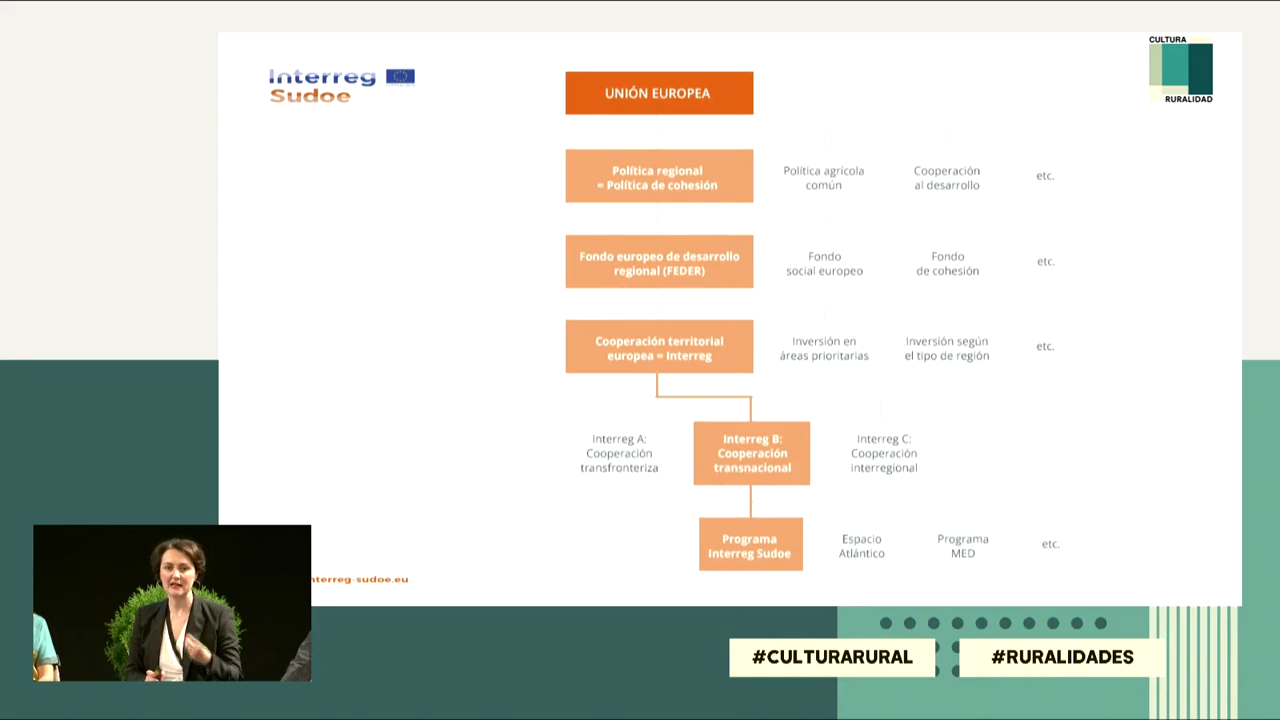 CULTURA
RURALIDAD
Interreg
Sudoe
UNIÓN EUROPEA
Política regional
= Política de cohesión
Política agrícola
común
Cooperación
al desarrollo
etc.
Fondo europeo de desarrollo
regional (FEDER)
Fondo
social europeo
Fondo
de cohesión
etc.
Cooperación territorial
europea = Interreg
Inversión en
áreas prioritarias
Inversión según
el tipo de región
etc.
Interreg A:
Cooperación
transfronteriza
Interreg B:
Cooperación
transnacional
Interreg C:
Cooperación
interregional
Programa
Interreg Sudoe
Espacio
Atlántico
Programa
MED
etc.
nterreg-sudoe.eu
#CULTURARURAL
#RURALIDADES